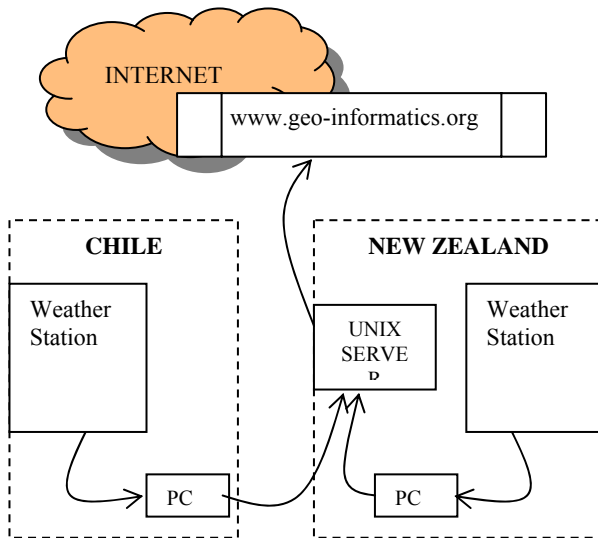 INTERNET
www.geo-informatics.org
CHILE
NEW ZEALAND
Weather
Station
UNIX
SERVE
R
Weather
Station
PC
PC